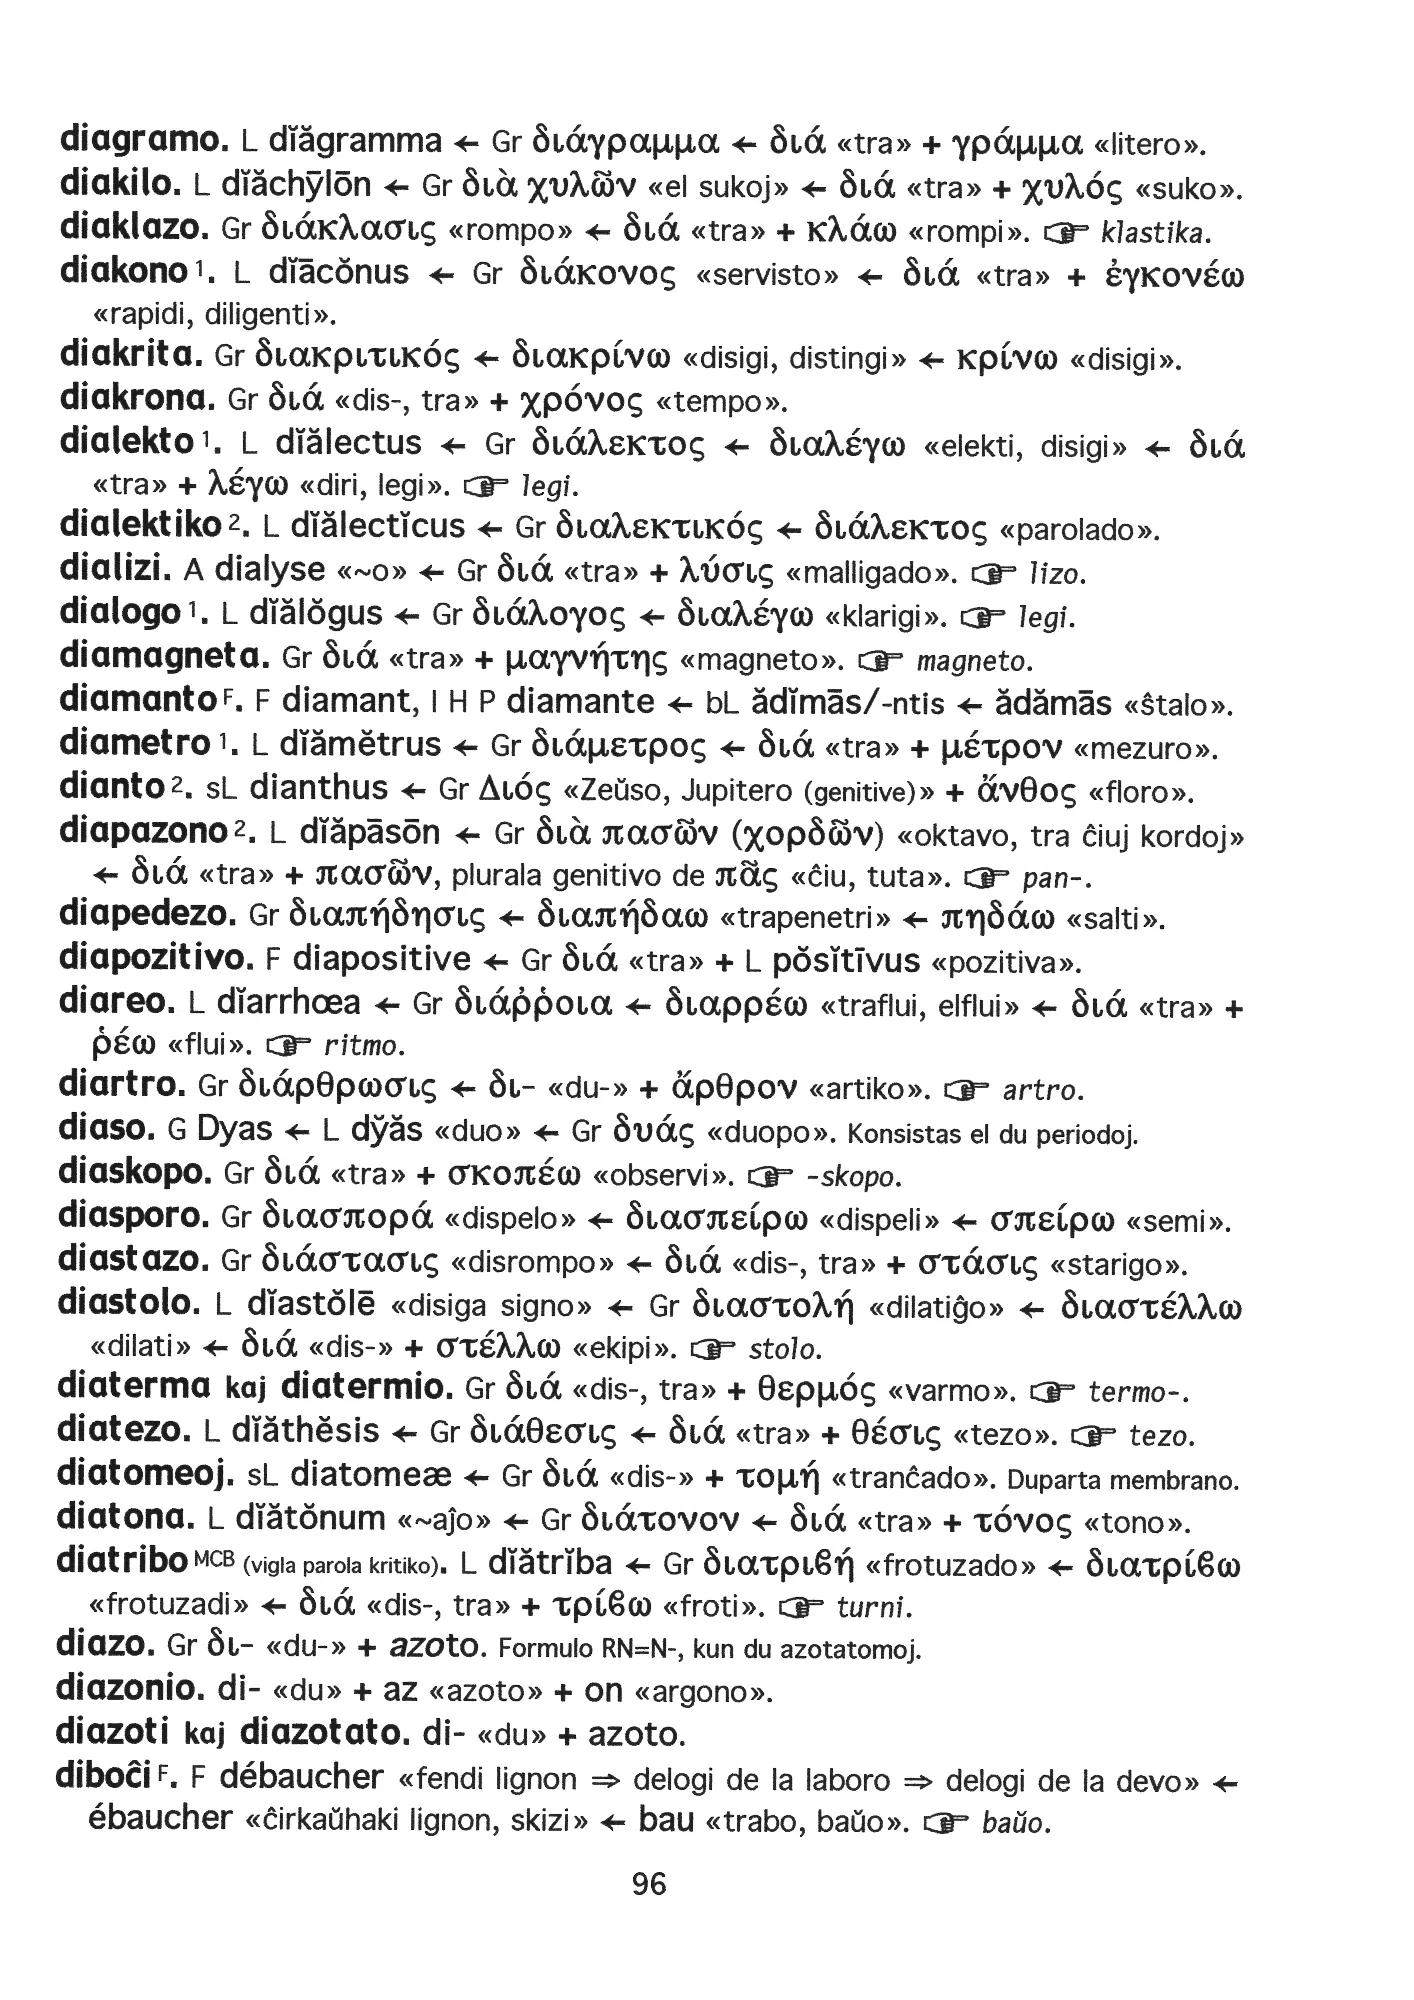 diagramo. L dĭăgramma ← Gr διάγραμμα ← διά «tra» + γράμμα «litero».
diakilo. L dĭăchȳlōn ← Gr διὰ χυλῶν «el sukoj» ← διά «tra» + χυλός «suko».
diaklazo. Gr διάκλασις «rompo» ← διά «tra» + κλάω «rompi». ☞ klastika.
diakono 1. L dĭācŏnus ← Gr διάκονος «servisto» ← διά «tra» + ἐγκονέω
«rapidi, diligenti».
diakrita. Gr διακριτικός ← διακρίνω «disigi, distingi» ← κρίνω «disigi».
diakrona. Gr διά «dis-, tra» + χρόνος «tempo».
dialekto 1. L dĭălectus ← Gr διάλεκτος ← διαλέγω «elekti, disigi» ← διά
«tra» + λέγω «diri, legi». ☞ legi.
dialektiko 2. L dĭălectĭcus ← Gr διαλεκτικός ← διάλεκτος «parolado».
dializi. A dialyse «~o» ← Gr διά «tra» + λύσις «malligado». ☞ lizo.
dialogo 1. L dĭălŏgus ← Gr διάλογος ← διαλέγω «klarigi». ☞ legi.
diamagneta. Gr διά «tra» + μαγνήτης «magneto». ☞ magneto.
diamanto F. F diamant, I H P diamante ← bL ădĭmās/-ntis ← ădămās «ŝtalo».
diametro 1. L dĭămĕtrus ← Gr διάμετρος ← διά «tra» + μέτρον «mezuro».
dianto 2. sL dianthus ← Gr Διός «Zeŭso, Jupitero (genitive)» + ἄνθος «floro».
diapazono 2. L dĭăpāsōn ← Gr διὰ πασῶν (χορδῶν) «oktavo, tra ĉiuj kordoj»
← διά «tra» + πασῶν, plurala genitivo de πᾶς «ĉiu, tuta». ☞ pan-.
diapedezo. Gr διαπήδησις ← διαπήδαω «trapenetri» ← πηδάω «salti».
diapozitivo. F diapositive ← Gr διά «tra» + L pŏsĭtīvus «pozitiva».
diareo. L dĭarrhœa ← Gr διάῤῥοια ← διαρρέω «traflui, elflui» ← διά «tra» +
ῥέω «flui». ☞ ritmo.
diartro. Gr διάρθρωσις ← δι- «du-» + ἄρθρον «artiko». ☞ artro.
diaso. G Dyas ← L dy̆ăs «duo» ← Gr δυάς «duopo». Konsistas el du periodoj.
diaskopo. Gr διά «tra» + σκοπέω «observi». ☞ -skopo.
diasporo. Gr διασπορά «dispelo» ← διασπείρω «dispeli» ← σπείρω «semi».
diastazo. Gr διάστασις «disrompo» ← διά «dis-, tra» + στάσις «starigo».
diastolo. L dĭastŏlē «disiga signo» ← Gr διαστολή «dilatiĝo» ← διαστέλλω
«dilati» ← διά «dis-» + στέλλω «ekipi». ☞ stolo.
diaterma kaj diatermio. Gr διά «dis-, tra» + θερμός «varmo». ☞ termo-.
diatezo. L dĭăthĕsis ← Gr διάθεσις ← διά «tra» + θέσις «tezo». ☞ tezo.
diatomeoj. sL diatomeæ ← Gr διά «dis-» + τομή «tranĉado». Duparta membrano.
diatona. L dĭătŏnum «~aĵo» ← Gr διάτονον ← διά «tra» + τόνος «tono».
diatribo MCB (vigla parola kritiko). L dĭătrĭba ← Gr διατριϐή «frotuzado» ← διατρίϐω
«frotuzadi» ← διά «dis-, tra» + τρίϐω «froti». ☞ turni.
diazo. Gr δι- «du-» + azoto. Formulo RN=N-, kun du azotatomoj.
diazonio. di- «du» + az «azoto» + on «argono».
diazoti kaj diazotato. di- «du» + azoto.
diboĉi F. F débaucher «fendi lignon ⇒ delogi de la laboro ⇒ delogi de la devo» ←
ébaucher «ĉirkaŭhaki lignon, skizi» ← bau «trabo, baŭo». ☞ baŭo.
96